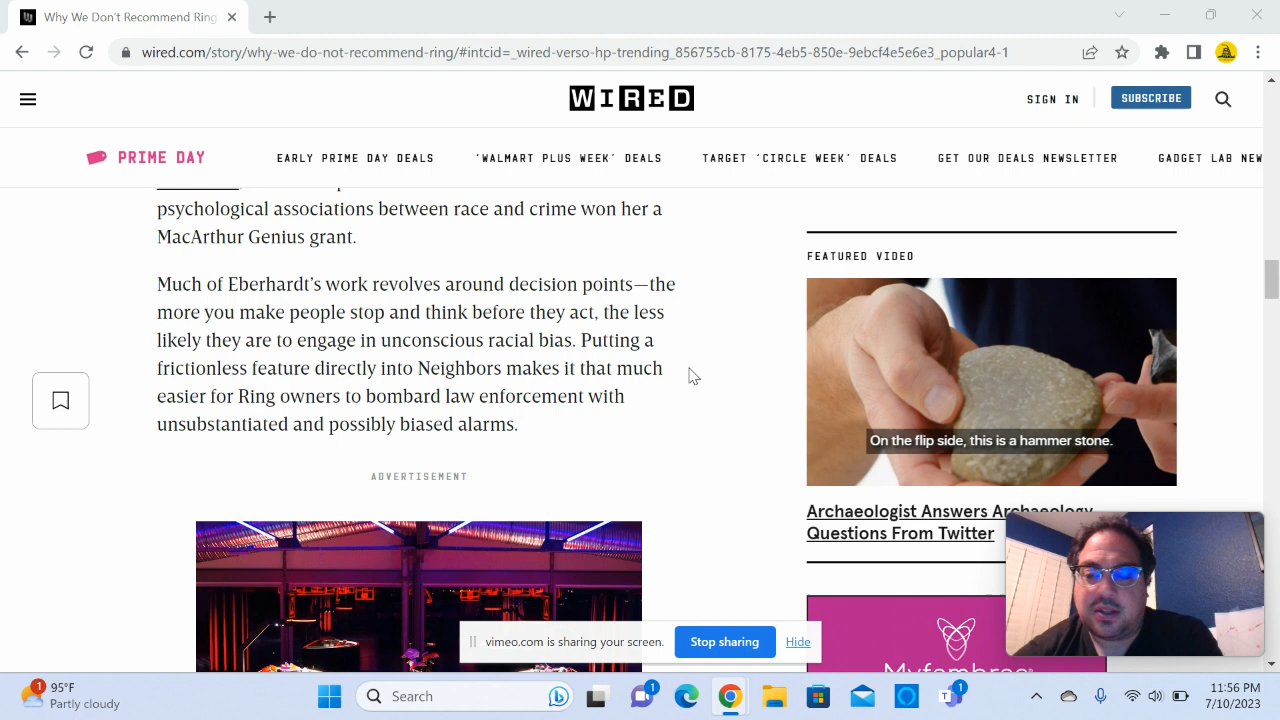 Why We Don't Recommend Ring
wired.com/story/why-we-do-not-recommend-ring/#intcid=_wired-verso-hp-trending_856755cb-8175-4eb5-850e-9ebcf4e5e6e3_popular4-1
WIRED
SIGN IN
SUBSCRIBE
PRIME DAY
EARLY PRIME DAY DEALS
'WALMART PLUS WEEK' DEALS
TARGET 'CIRCLE WEEK' DEALS
GET OUR DEALS NEWSLETTER
GADGET LAB NEW
psychological associations between race and crime won her a
MacArthur Genius grant.
Much of Eberhardt's work revolves around decision points—the
more you make people stop and think before they act, the less
likely they are to engage in unconscious racial bias. Putting a
frictionless feature directly into Neighbors makes it that much
easier for Ring owners to bombard law enforcement with
unsubstantiated and possibly biased alarms.
ADVERTISEMENT
FEATURED VIDEO
On the flip side, this is a hammer stone.
Archaeologist Answers Archaeology
Questions From Twitter
Myfembree
vimeo.com is sharing your screen.
Stop sharing
Hide
1
95°F
Partly cloudy
Search
1
1
11:56 PM
7/10/2023